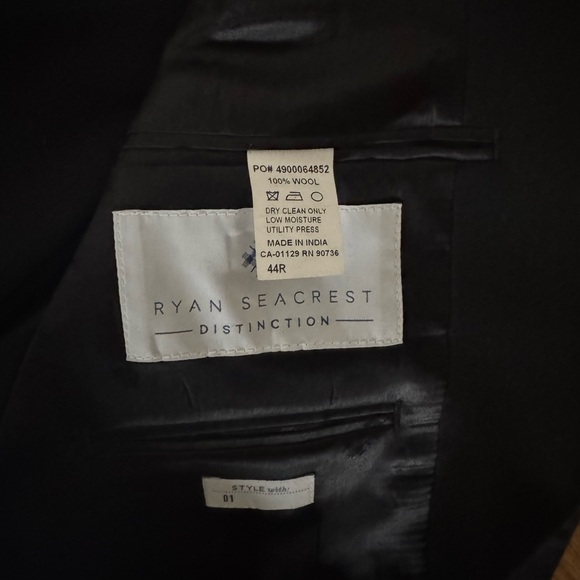 PO# 4900064852
100% WOOL
DRY CLEAN ONLY
LOW MOISTURE
UTILITY PRESS
MADE IN INDIA
CA-01129 RN 90736
44R
RYAN SEACREST
DISTINCTION
STYLE
01